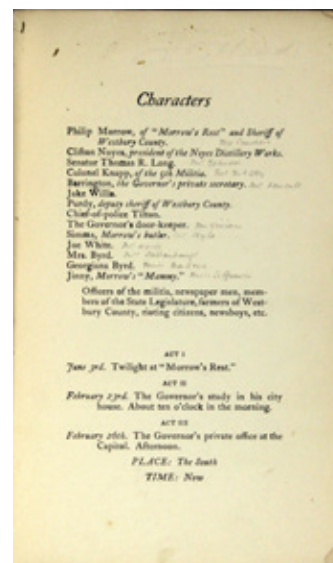 Characters
Philip Morrow, of "Morrow's Rest" and Sheriff of
Westbury County.
Clifton Noyes, president of the Noyes Distillery Works.
Senator Thomas R. Long.
Colonel Knapp, of the 5th Militia.
Barrington, the Governor's private secretary.
Jake Willis.
Purdy, deputy sheriff of Westbury County.
Chief-of-police Tilton.
The Governor's door-keeper.
Simms, Morrow's butler.
Joe White.
Mrs. Byrd.
Georgiana Byrd.
Jinny, Morrow's "Mammy."
Officers of the militia, newspaper men, mem-
bers of the State Legislature, farmers of West-
bury County, rioting citizens, newsboys, etc.
ACT I
June 3rd. Twilight at "Morrow's Rest."
ACT II
February 23rd. The Governor's study in his city
house. About ten o'clock in the morning.
ACT III
February 26th. The Governor's private office at the
Capital. Afternoon.
PLACE: The South
TIME: Now